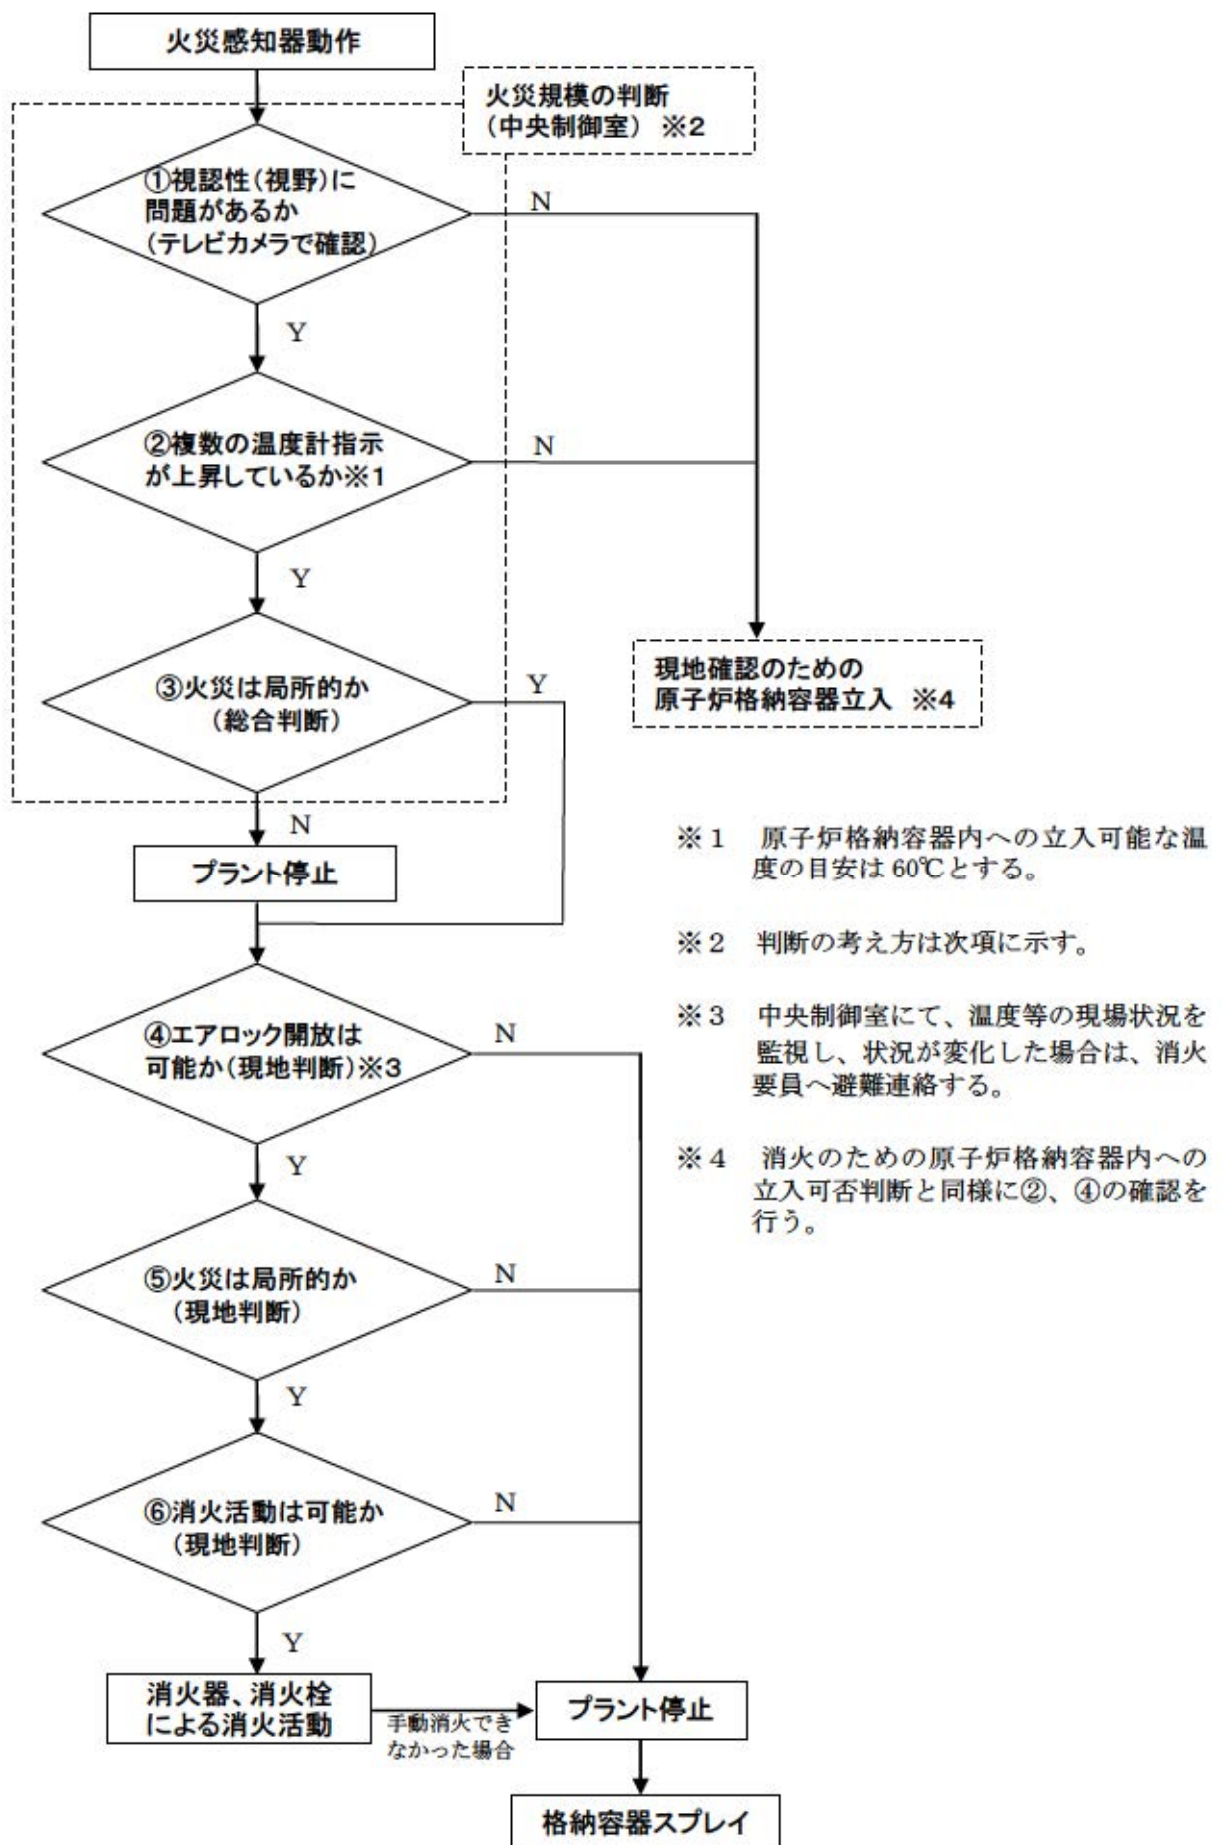 火災感知器動作
火災規模の判断
(中央制御室) ※2
①視認性(視野)に
問題があるか
(テレビカメラで確認)
N
Y
②複数の温度計指示
が上昇しているか※1
N
Y
③火災は局所的か
(総合判断)
Y
現地確認のための
原子炉格納容器立入 ※4
N
プラント停止
※1 原子炉格納容器内への立入可能な温
度の目安は 60℃とする。
※2 判断の考え方は次項に示す。
※3 中央制御室にて、温度等の現場状況を
監視し、状況が変化した場合は、消火
要員へ避難連絡する。
※4 消火のための原子炉格納容器内への
立入可否判断と同様に②、④の確認を
行う。
④エアロック開放は
可能か(現地判断)※3
N
Y
⑤火災は局所的か
(現地判断)
N
Y
⑥消火活動は可能か
(現地判断)
N
Y
消火器、消火栓
による消火活動
手動消火でき
なかった場合
プラント停止
格納容器スプレイ